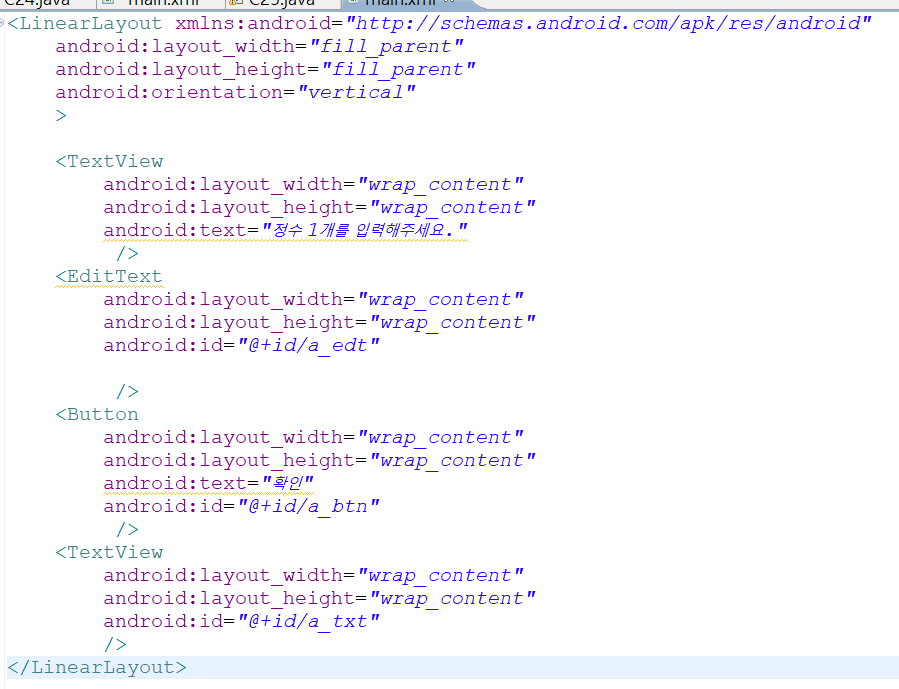 C24.java main.xml C25.java main.xml
<LinearLayout xmlns:android="http://schemas.android.com/apk/res/android"
    android:layout_width="fill_parent"
    android:layout_height="fill_parent"
    android:orientation="vertical"
    >
    <TextView
        android:layout_width="wrap_content"
        android:layout_height="wrap_content"
        android:text="정수 1개를 입력해주세요."
         />
    <EditText
        android:layout_width="wrap_content"
        android:layout_height="wrap_content"
        android:id="@+id/a_edt"
         />
    <Button
        android:layout_width="wrap_content"
        android:layout_height="wrap_content"
        android:text="확인"
        android:id="@+id/a_btn"
         />
    <TextView
        android:layout_width="wrap_content"
        android:layout_height="wrap_content"
        android:id="@+id/a_txt"
        />
</LinearLayout>